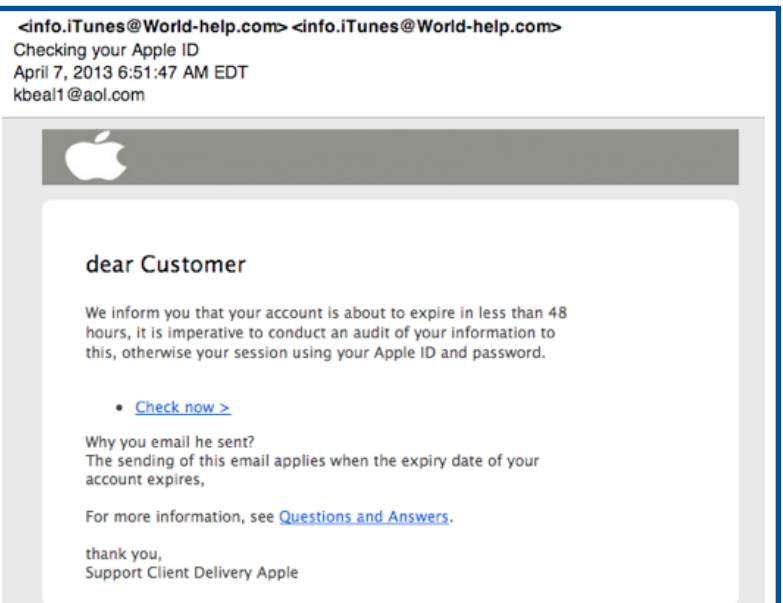 <info.iTunes@World-help.com> <info.iTunes@World-help.com>
Checking your Apple ID
April 7, 2013 6:51:47 AM EDT
kbeal1@aol.com
dear Customer
We inform you that your account is about to expire in less than 48
hours, it is imperative to conduct an audit of your information to
this, otherwise your session using your Apple ID and password.
• Check now >
Why you email he sent?
The sending of this email applies when the expiry date of your
account expires,
For more information, see Questions and Answers.
thank you,
Support Client Delivery Apple